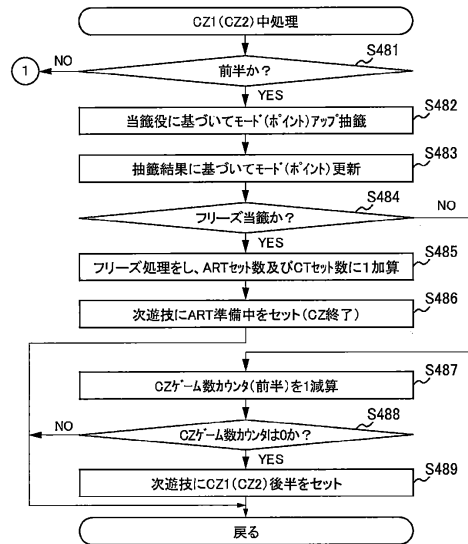 CZ1(CZ2)中処理
S481
NO
1
前半か?
YES
S482
当籤役に基づいてモード(ポイント)アップ抽籤
S483
抽籤結果に基づいてモード(ポイント)更新
S484
フリーズ当籤か?
NO
YES
S485
フリーズ処理をし、ARTセット数及びCTセット数に1加算
S486
次遊技にART準備中をセット(CZ終了)
S487
CZゲーム数カウンタ(前半)を1減算
S488
NO
CZゲーム数カウンタは0か?
YES
S489
次遊技にCZ1(CZ2)後半をセット
戻る